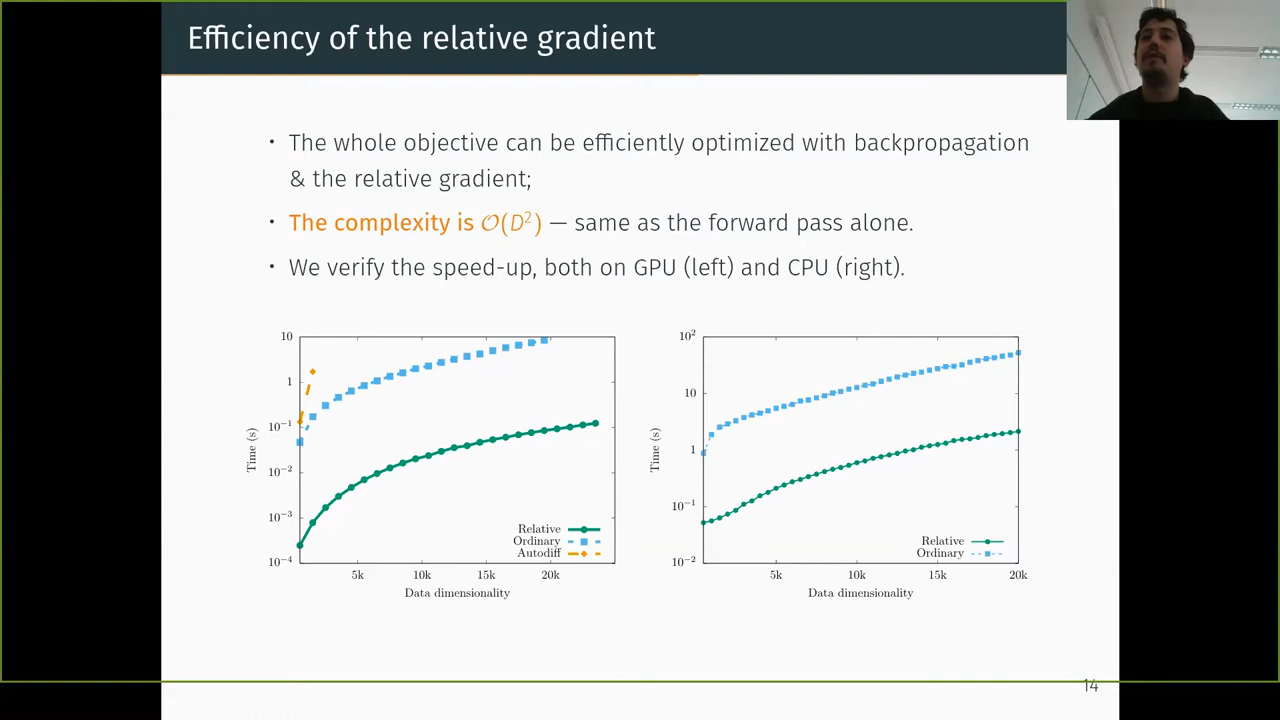 Efficiency of the relative gradient
• The whole objective can be efficiently optimized with backpropagation
& the relative gradient;
• The complexity is 𝒪(D²) — same as the forward pass alone.
• We verify the speed-up, both on GPU (left) and CPU (right).
10
1
10⁻¹
10⁻²
10⁻³
10⁻⁴
Time (s)
5k 10k 15k 20k
Data dimensionality
Relative
Ordinary
Autodiff
10²
10
1
10⁻¹
10⁻²
Time (s)
5k 10k 15k 20k
Data dimensionality
Relative
Ordinary
14